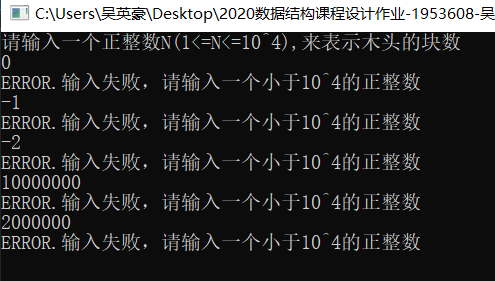 C:\Users\吴英豪\Desktop\2020数据结构课程设计作业-1953608-吴
请输入一个正整数N(1<=N<=10^4),来表示木头的块数
0
ERROR.输入失败，请输入一个小于10^4的正整数
-1
ERROR.输入失败，请输入一个小于10^4的正整数
-2
ERROR.输入失败，请输入一个小于10^4的正整数
10000000
ERROR.输入失败，请输入一个小于10^4的正整数
2000000
ERROR.输入失败，请输入一个小于10^4的正整数